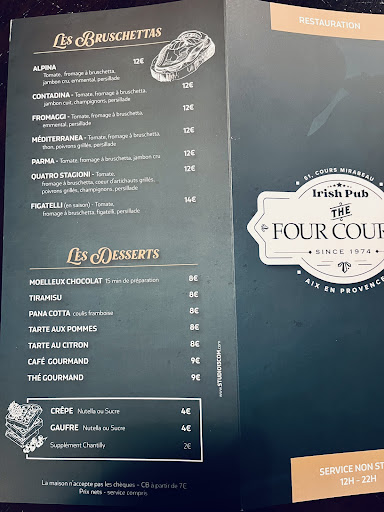 LES BRUSCHETTAS
ALPINA 12€
Tomate, fromage à bruschetta,
jambon cru, emmental, persillade
CONTADINA - Tomate, fromage à bruschetta, 12€
jambon cuit, champignons, persillade
FROMAGGI - Tomate, fromage à bruschetta, 12€
emmental, persillade
MÉDITERRANEA - Tomate, fromage à bruschetta, 12€
thon, poivrons grillés, persillade
PARMA - Tomate, fromage à bruschetta, jambon cru 12€
QUATRO STAGIONI - Tomate, 12€
fromage à bruschetta, coeur d'artichauts grillés,
poivrons grillés, champignons, persillade
FIGATELLI (en saison) - Tomate, 14€
fromage à bruschetta, figatelli, persillade
LES DESSERTS
MOELLEUX CHOCOLAT 15 min de préparation 8€
TIRAMISU 8€
PANA COTTA coulis framboise 8€
TARTE AUX POMMES 8€
TARTE AU CITRON 8€
CAFÉ GOURMAND 9€
THÉ GOURMAND 9€
CRÊPE Nutella ou Sucre 4€
GAUFRE Nutella ou Sucre 4€
Supplément Chantilly 2€
La maison n'accepte pas les chèques - CB à partir de 7€
Prix nets - service compris
www.STUDIO13COM.com
RESTAURATION
51, COURS MIRABEAU
Irish Pub
THE
FOUR COUR
SINCE 1974
AIX EN PROVENCE
SERVICE NON ST
12H - 22H